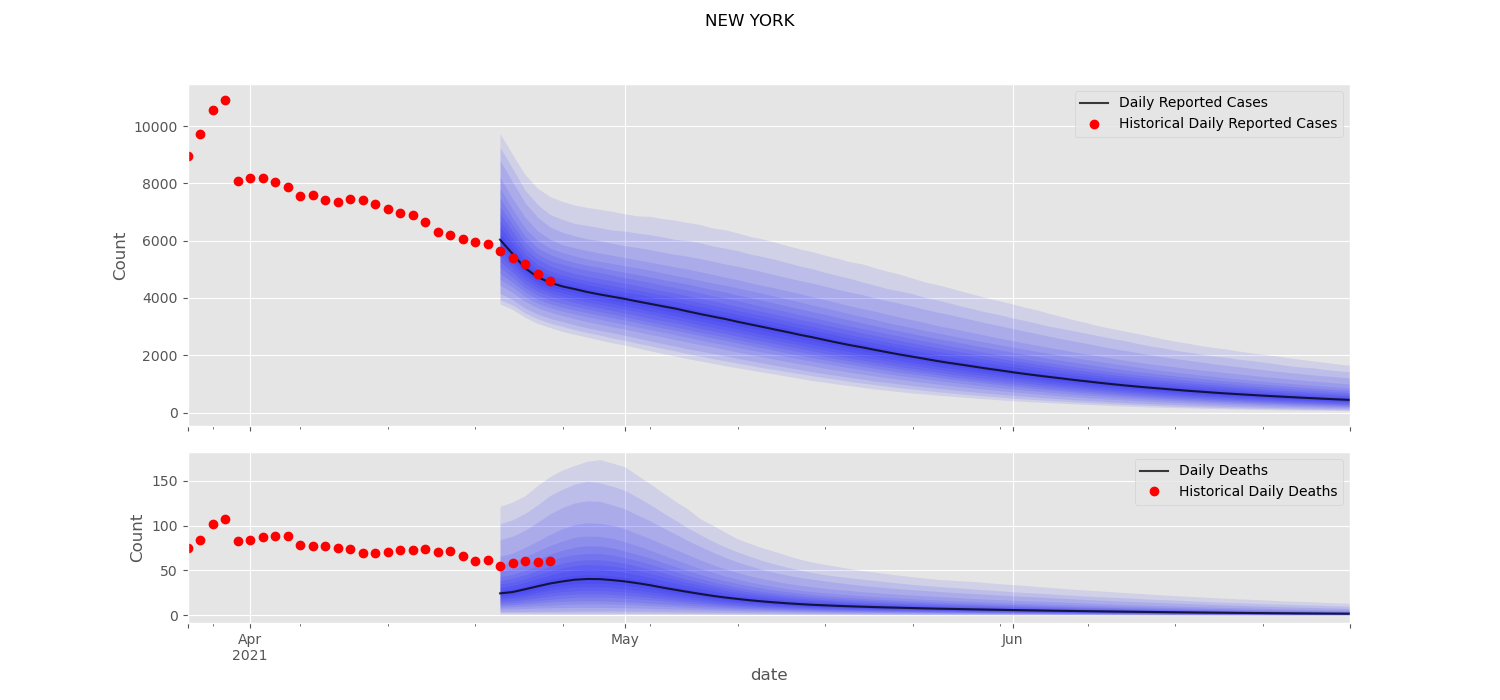 NEW YORK
Count
10000
8000
6000
4000
2000
0
Daily Reported Cases
Historical Daily Reported Cases
Count
150
100
50
0
Daily Deaths
Historical Daily Deaths
Apr
2021
May
Jun
date